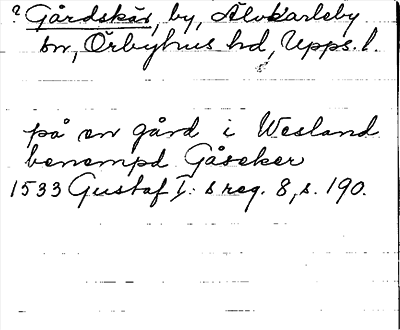 ? Gårdskär, by, Älvkarleby
sn, Örbyhus hd, Upps. l.
på en gård i Wesland
benempd Gåseker
1533 Gustaf I:s reg. 8, s. 190.